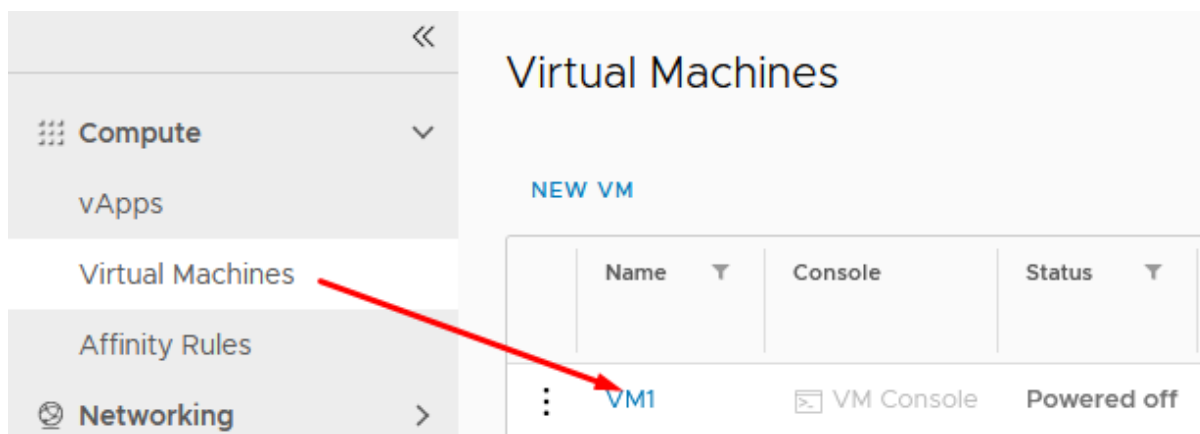 Compute
vApps
Virtual Machines
Affinity Rules
Networking
Virtual Machines
NEW VM
Name Console Status
VM1 VM Console Powered off